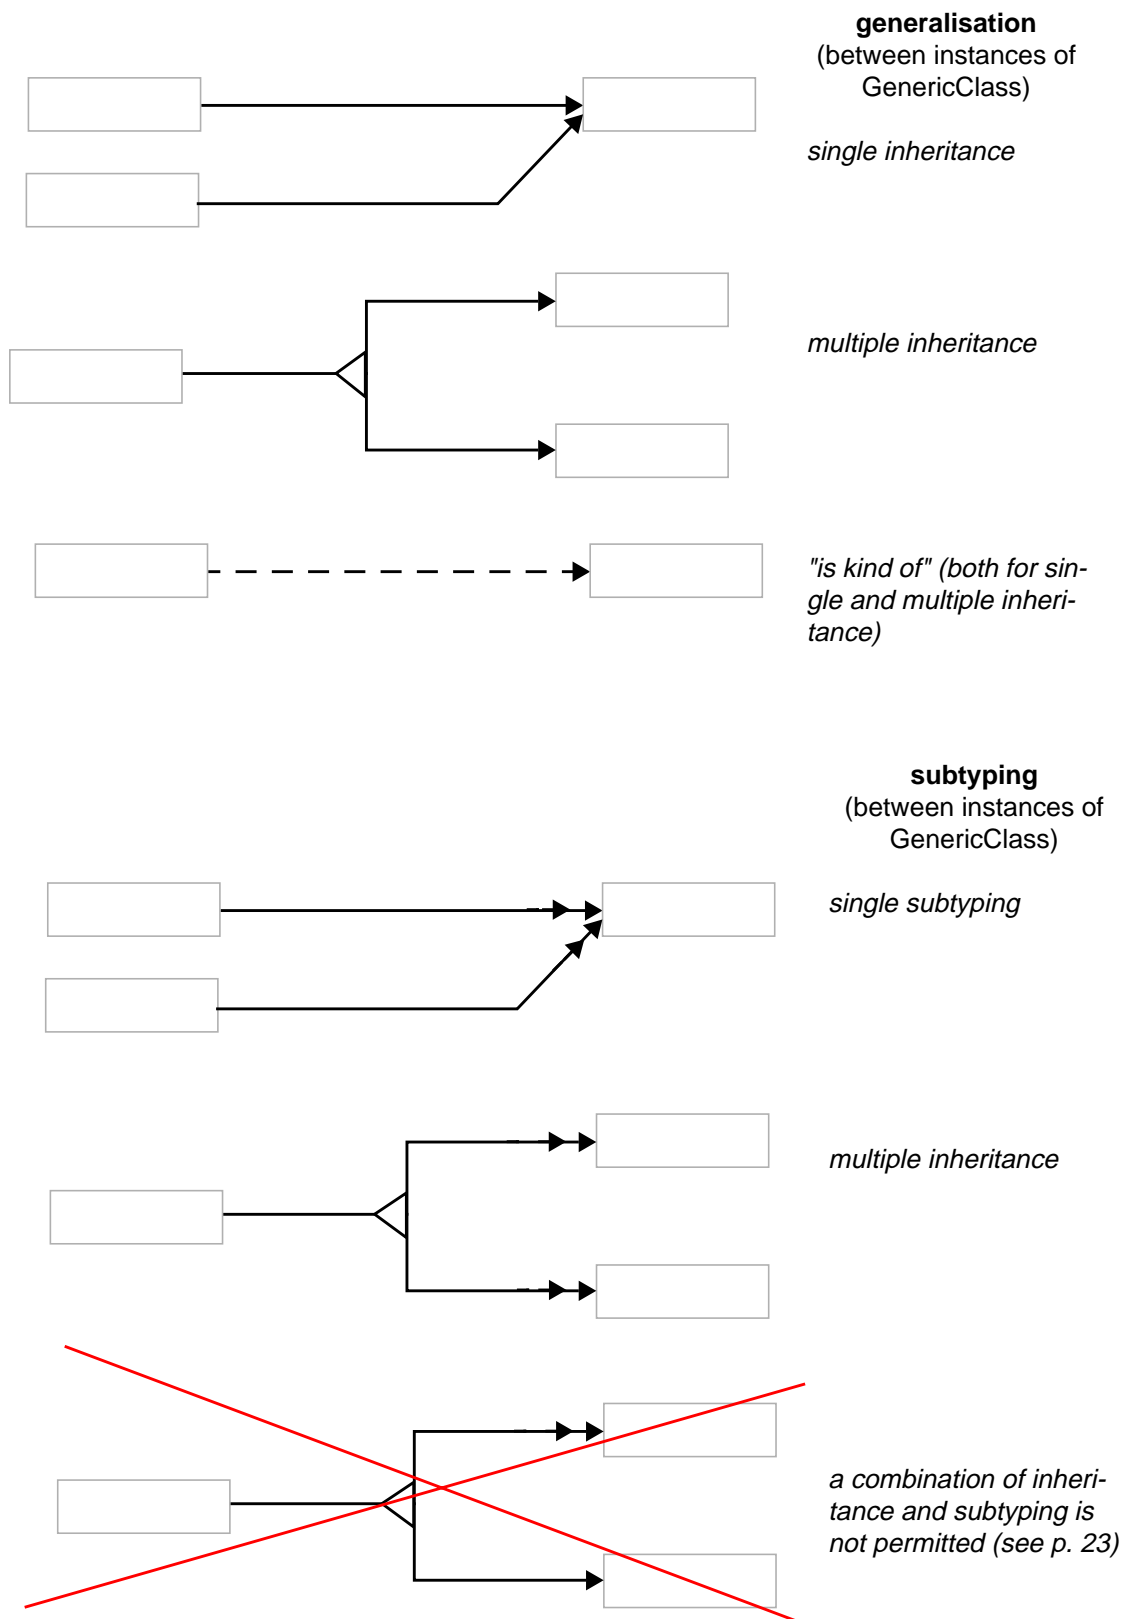 generalisation
(between instances of
GenericClass)
single inheritance
multiple inheritance
"is kind of" (both for sin-
gle and multiple inheri-
tance)
subtyping
(between instances of
GenericClass)
single subtyping
multiple inheritance
a combination of inheri-
tance and subtyping is
not permitted (see p. 23)